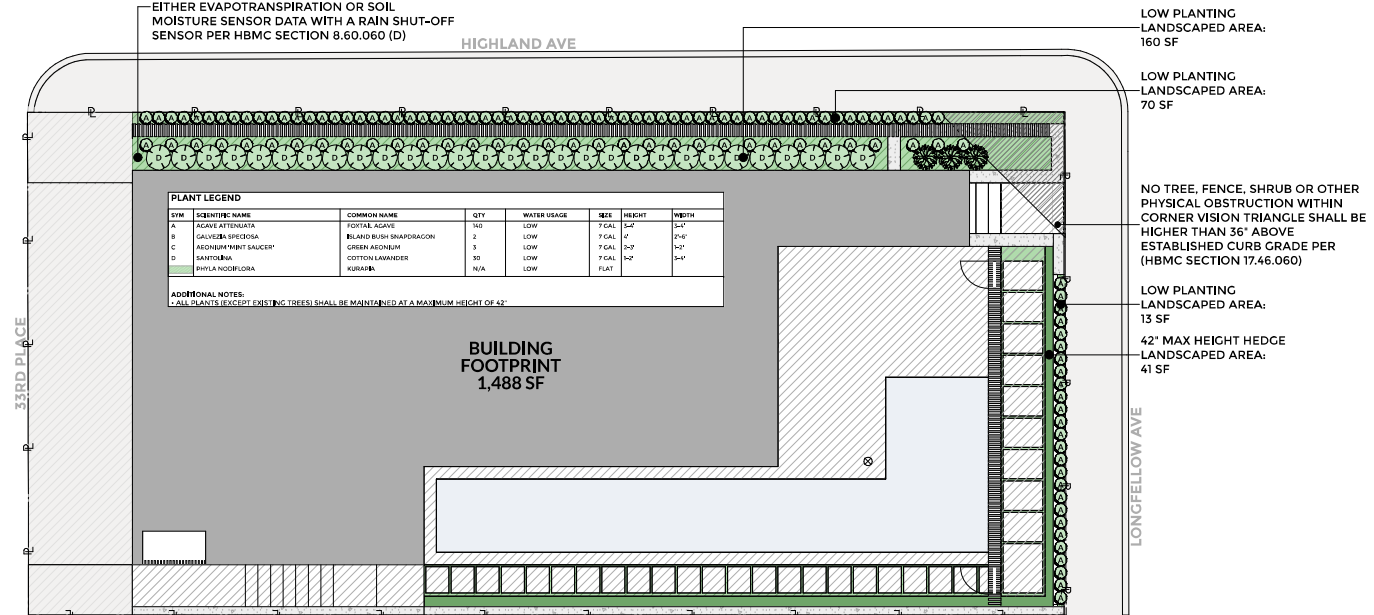 EITHER EVAPOTRANSPIRATION OR SOIL
MOISTURE SENSOR DATA WITH A RAIN SHUT-OFF
SENSOR PER HBMC SECTION 8.60.060 (D)
HIGHLAND AVE
LOW PLANTING
LANDSCAPED AREA:
160 SF
LOW PLANTING
LANDSCAPED AREA:
70 SF
NO TREE, FENCE, SHRUB OR OTHER
PHYSICAL OBSTRUCTION WITHIN
CORNER VISION TRIANGLE SHALL BE
HIGHER THAN 36" ABOVE
ESTABLISHED CURB GRADE PER
(HBMC SECTION 17.46.060)
LOW PLANTING
LANDSCAPED AREA:
13 SF
42" MAX HEIGHT HEDGE
LANDSCAPED AREA:
41 SF
PLANT LEGEND
SYM SCIENTIFIC NAME COMMON NAME QTY WATER USAGE SIZE HEIGHT WIDTH
A AGAVE ATTENUATA FOXTAIL AGAVE 140 LOW 7 GAL 3-4' 3-4'
B GALVEZIA SPECIOSA ISLAND BUSH SNAPDRAGON 2 LOW 7 GAL 4' 2'-6"
C AEONIUM 'MINT SAUCER' GREEN AEONIUM 3 LOW 7 GAL 2-3' 1-2'
D SANTOLINA COTTON LAVANDER 30 LOW 7 GAL 1-2' 3-4'
PHYLA NODIFLORA KURAPIA N/A LOW FLAT
ADDITIONAL NOTES:
• ALL PLANTS (EXCEPT EXISTING TREES) SHALL BE MAINTAINED AT A MAXIMUM HEIGHT OF 42"
BUILDING
FOOTPRINT
1,488 SF
33RD PLACE
LONGFELLOW AVE